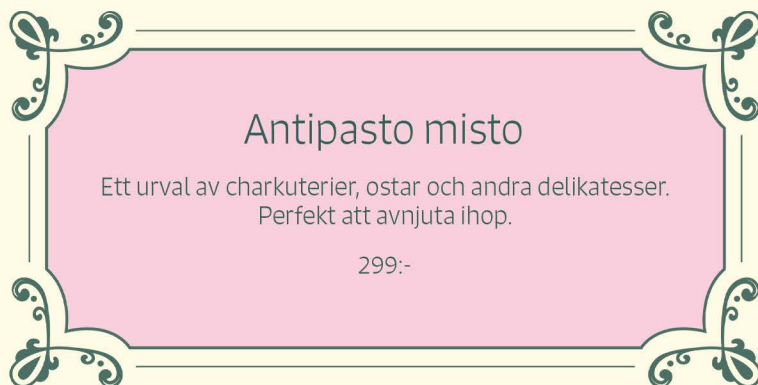 Antipasto misto
Ett urval av charkuterier, ostar och andra delikatesser.
Perfekt att avnjuta ihop.
299:-